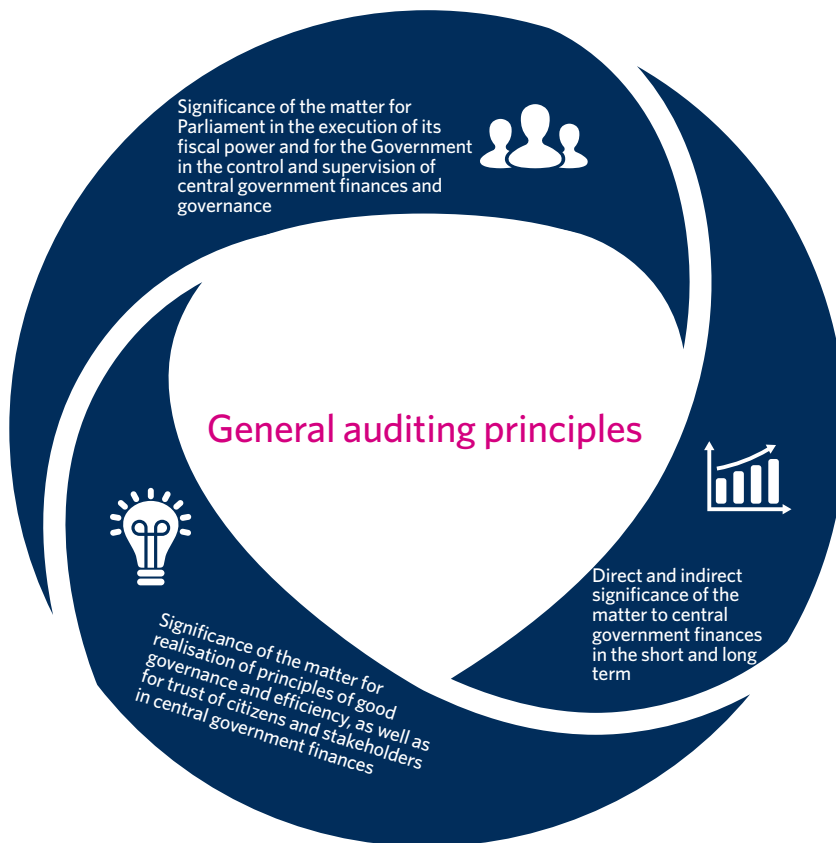 Significance of the matter for
Parliament in the execution of its
fiscal power and for the Government
in the control and supervision of
central government finances and
governance
General auditing principles
Direct and indirect
significance of the
matter to central
government finances
in the short and long
term
Significance of the matter for
realisation of principles of good
governance and efficiency, as well as
for trust of citizens and stakeholders
in central government finances